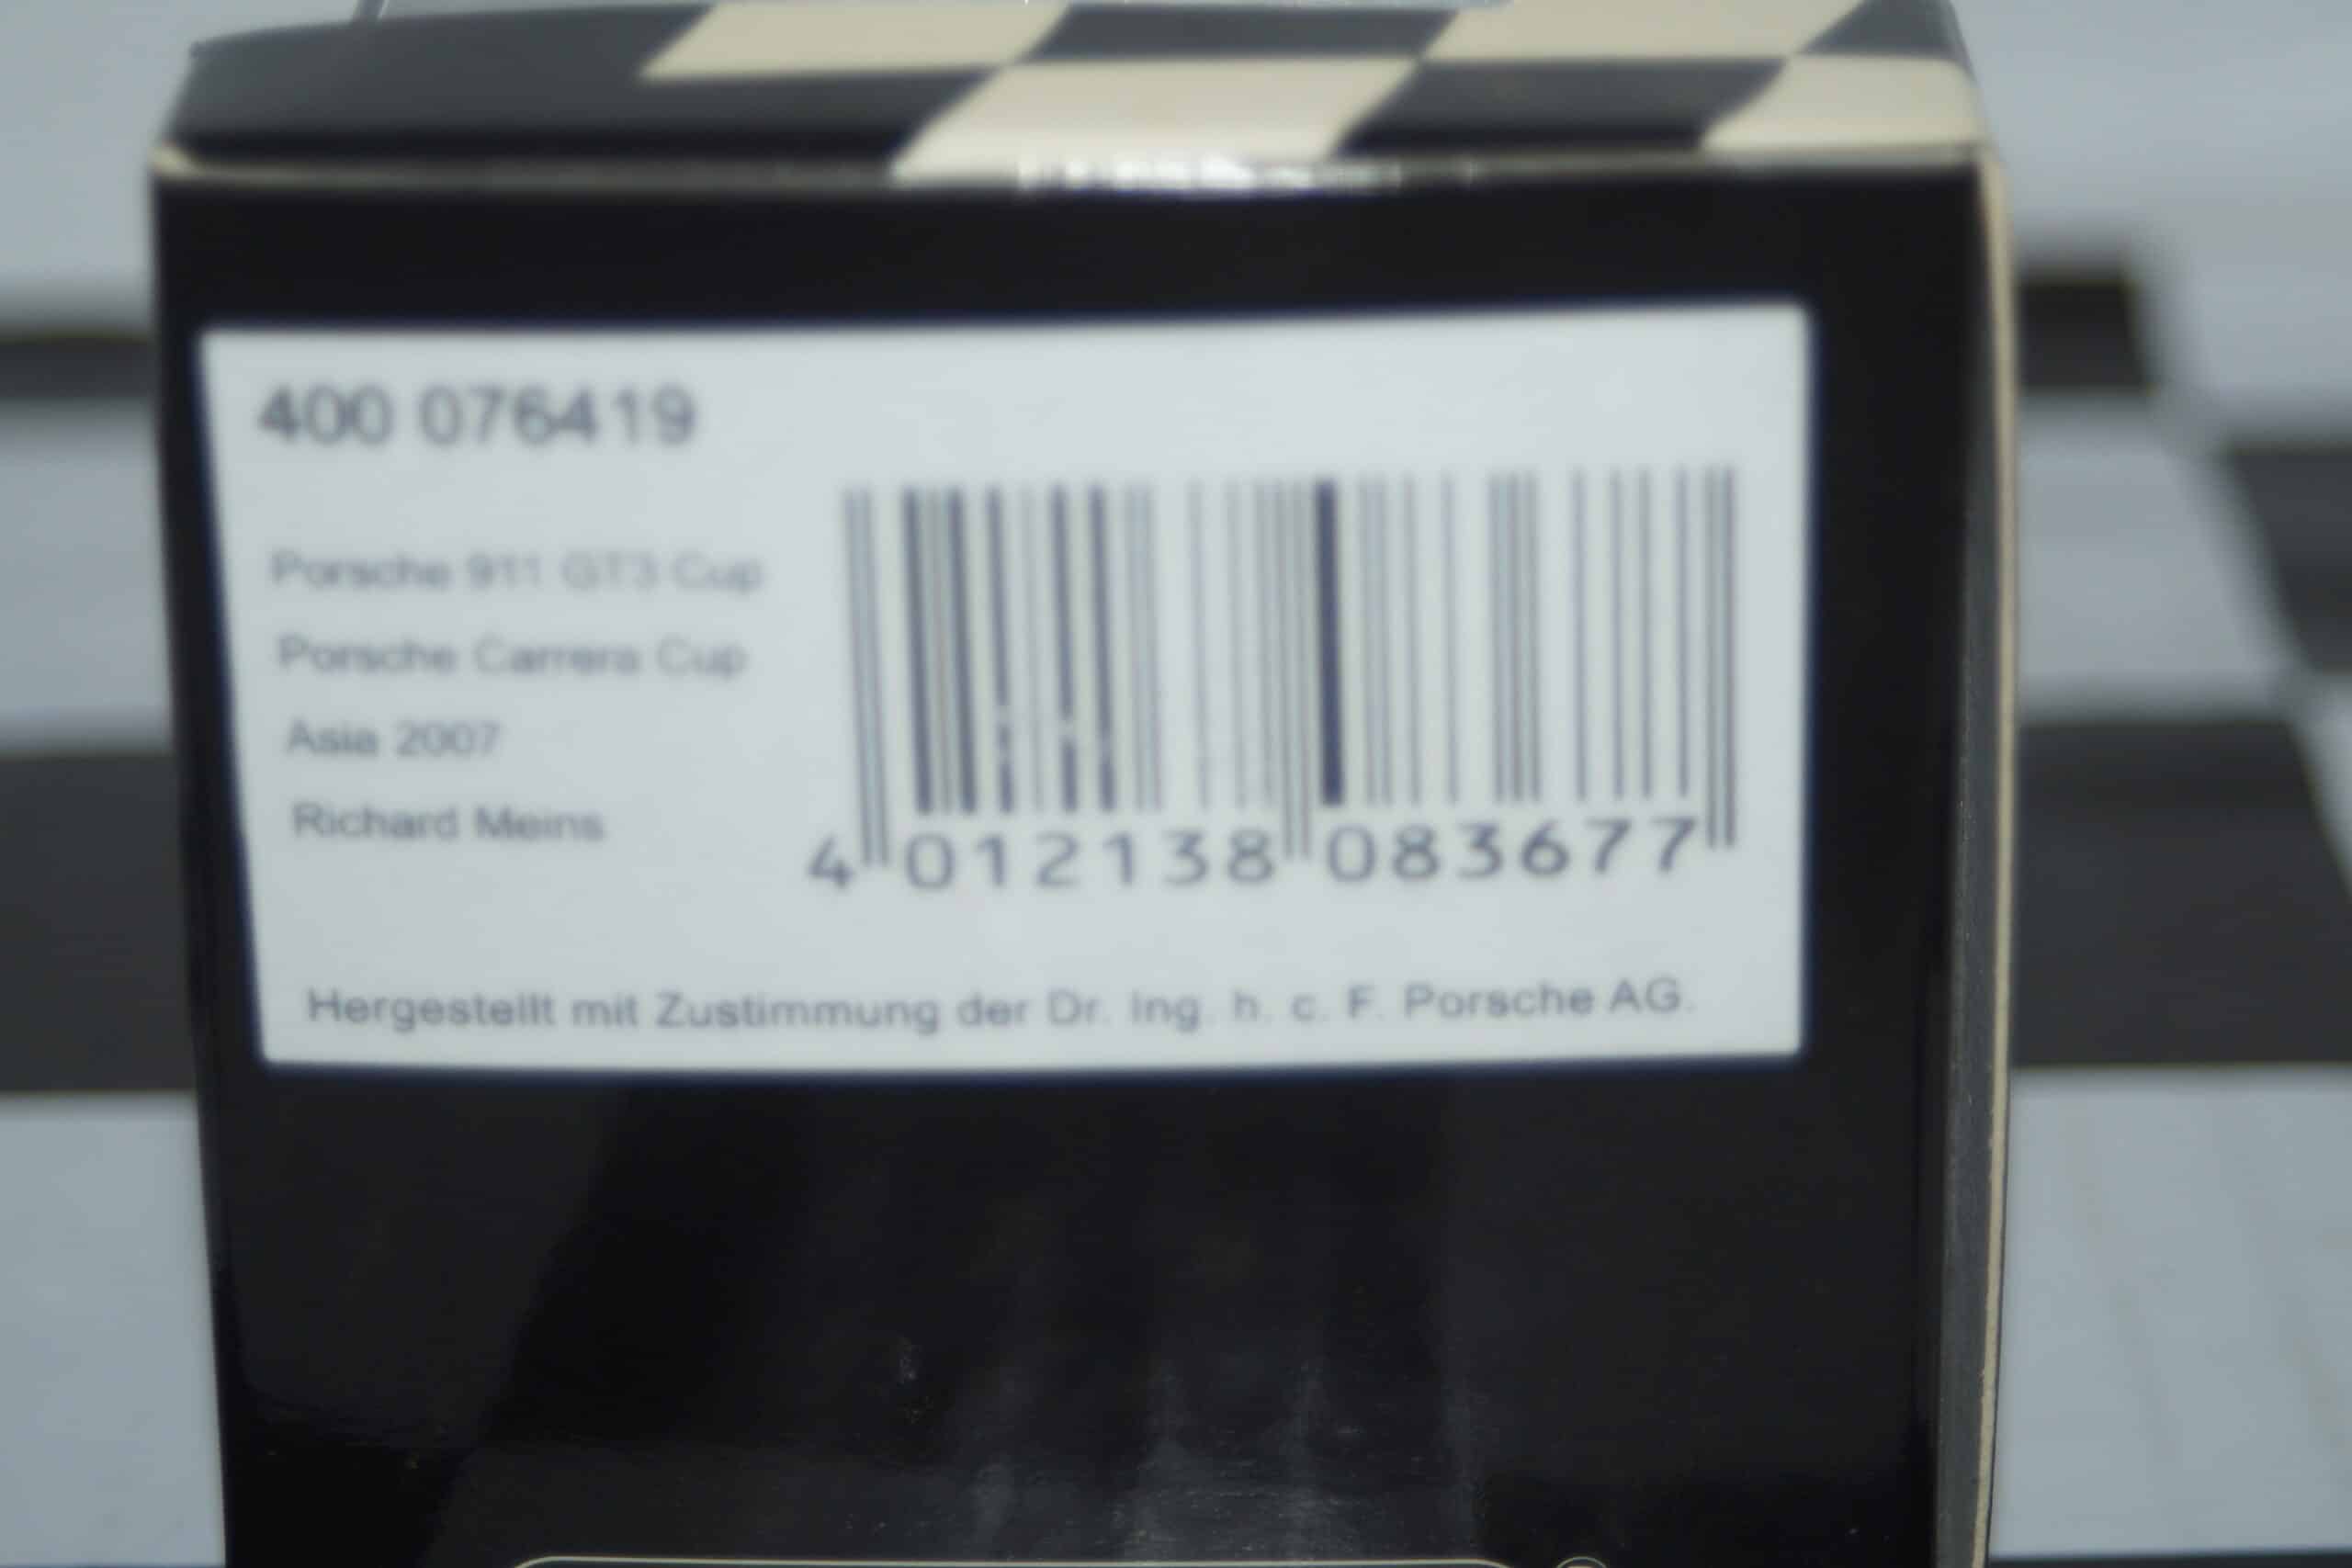 400 076419
Porsche 911 GT3 Cup
Porsche Carrera Cup
Asia 2007
Richard Meins
4 012138 083677
Hergestellt mit Zustimmung der Dr. Ing. h. c. F. Porsche AG.